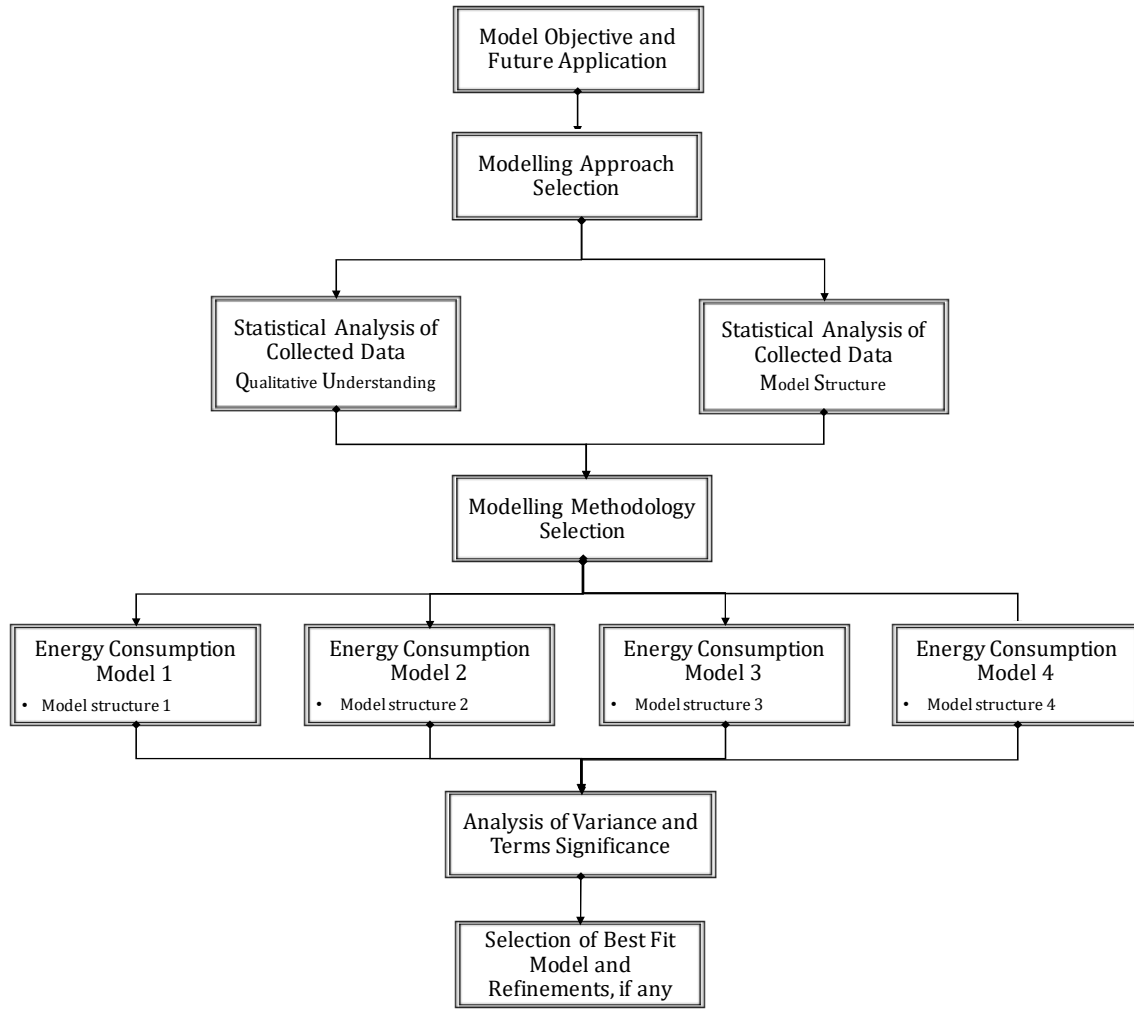 Model Objective and
Future Application
Modelling Approach
Selection
Statistical Analysis of
Collected Data
Qualitative Understanding
Statistical Analysis of
Collected Data
Model Structure
Modelling Methodology
Selection
Energy Consumption
Model 1
• Model structure 1
Energy Consumption
Model 2
• Model structure 2
Energy Consumption
Model 3
• Model structure 3
Energy Consumption
Model 4
• Model structure 4
Analysis of Variance and
Terms Significance
Selection of Best Fit
Model and
Refinements, if any